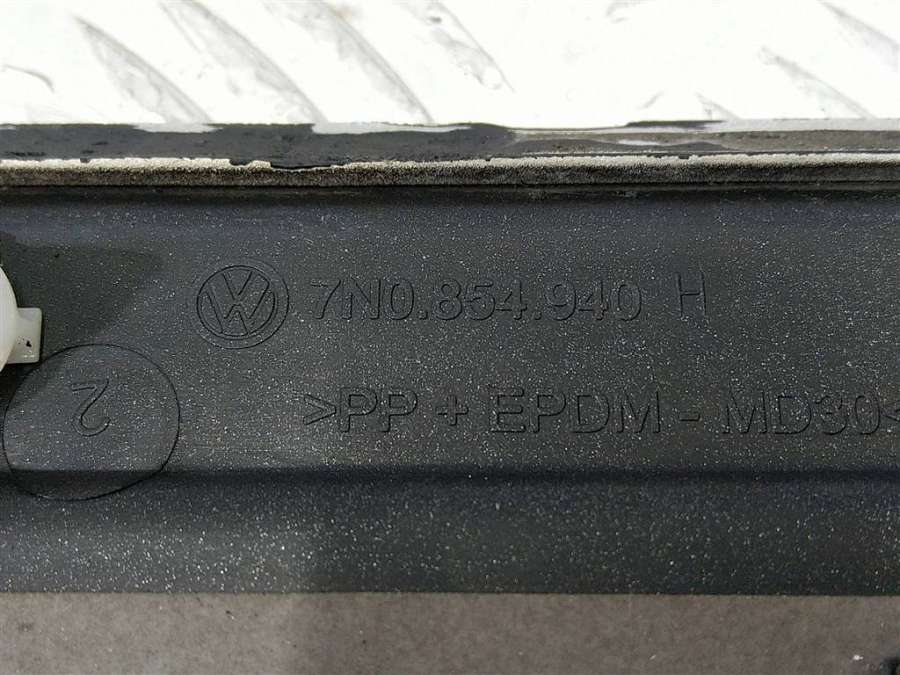 7N0.854.940 H
>PP + EPDM - MD30<
2